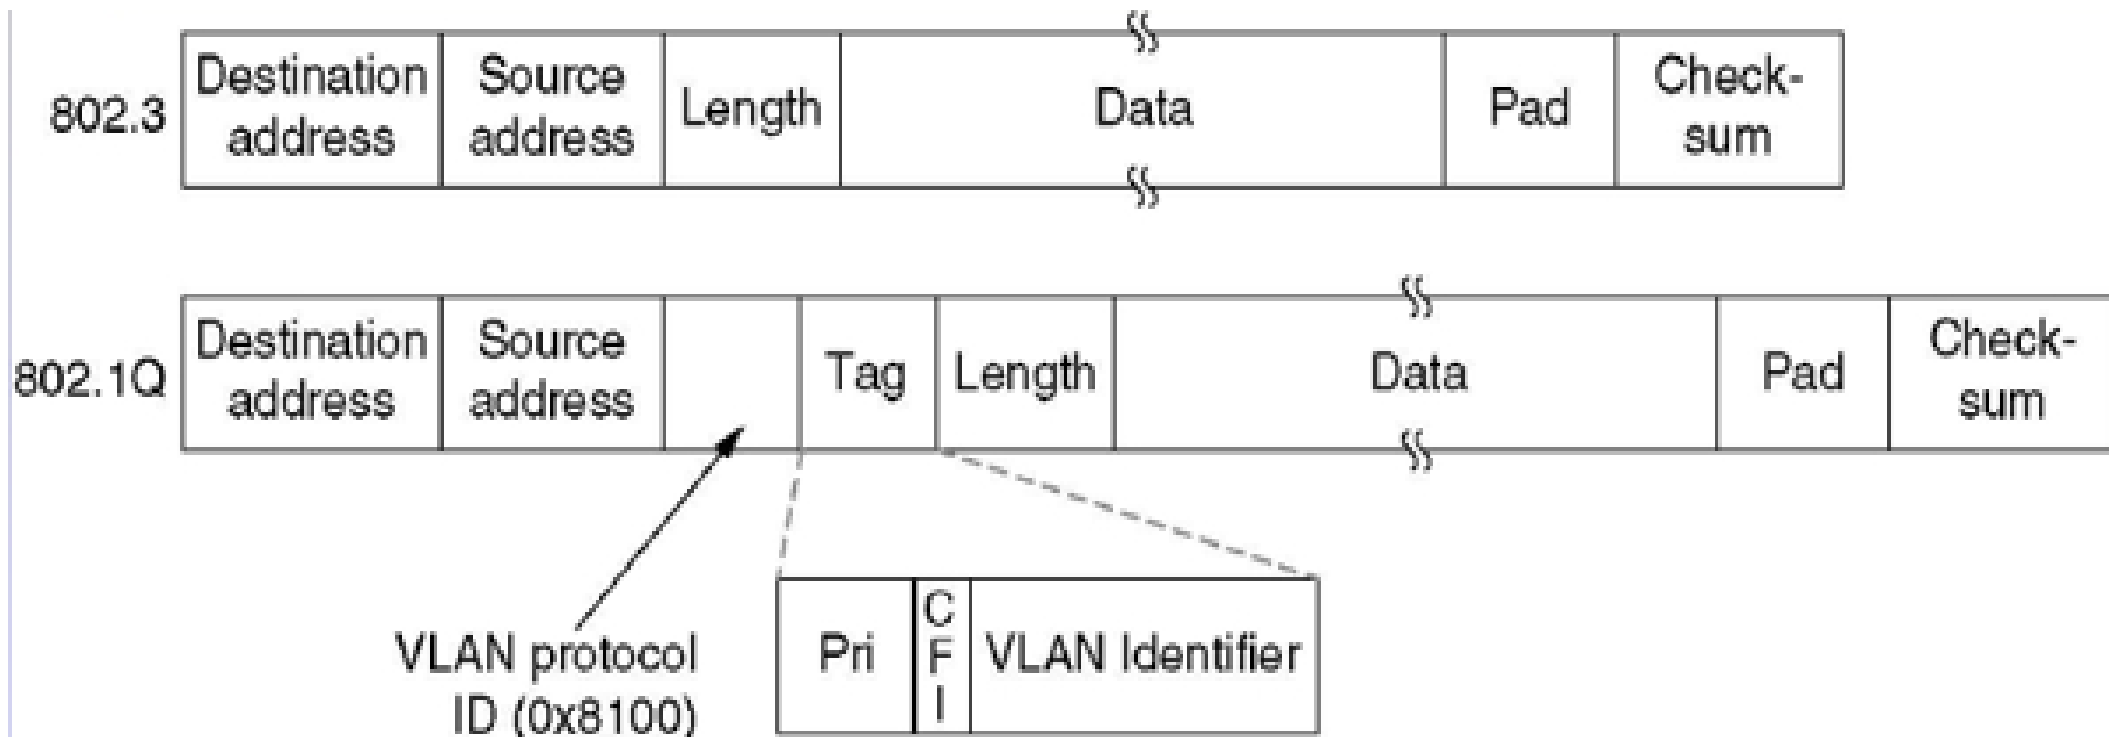 802.3
Destination
address
Source
address
Length
Data
Pad
Check-
sum
802.1Q
Destination
address
Source
address
Tag
Length
Data
Pad
Check-
sum
VLAN protocol
ID (0x8100)
Pri
C
F
I
VLAN Identifier